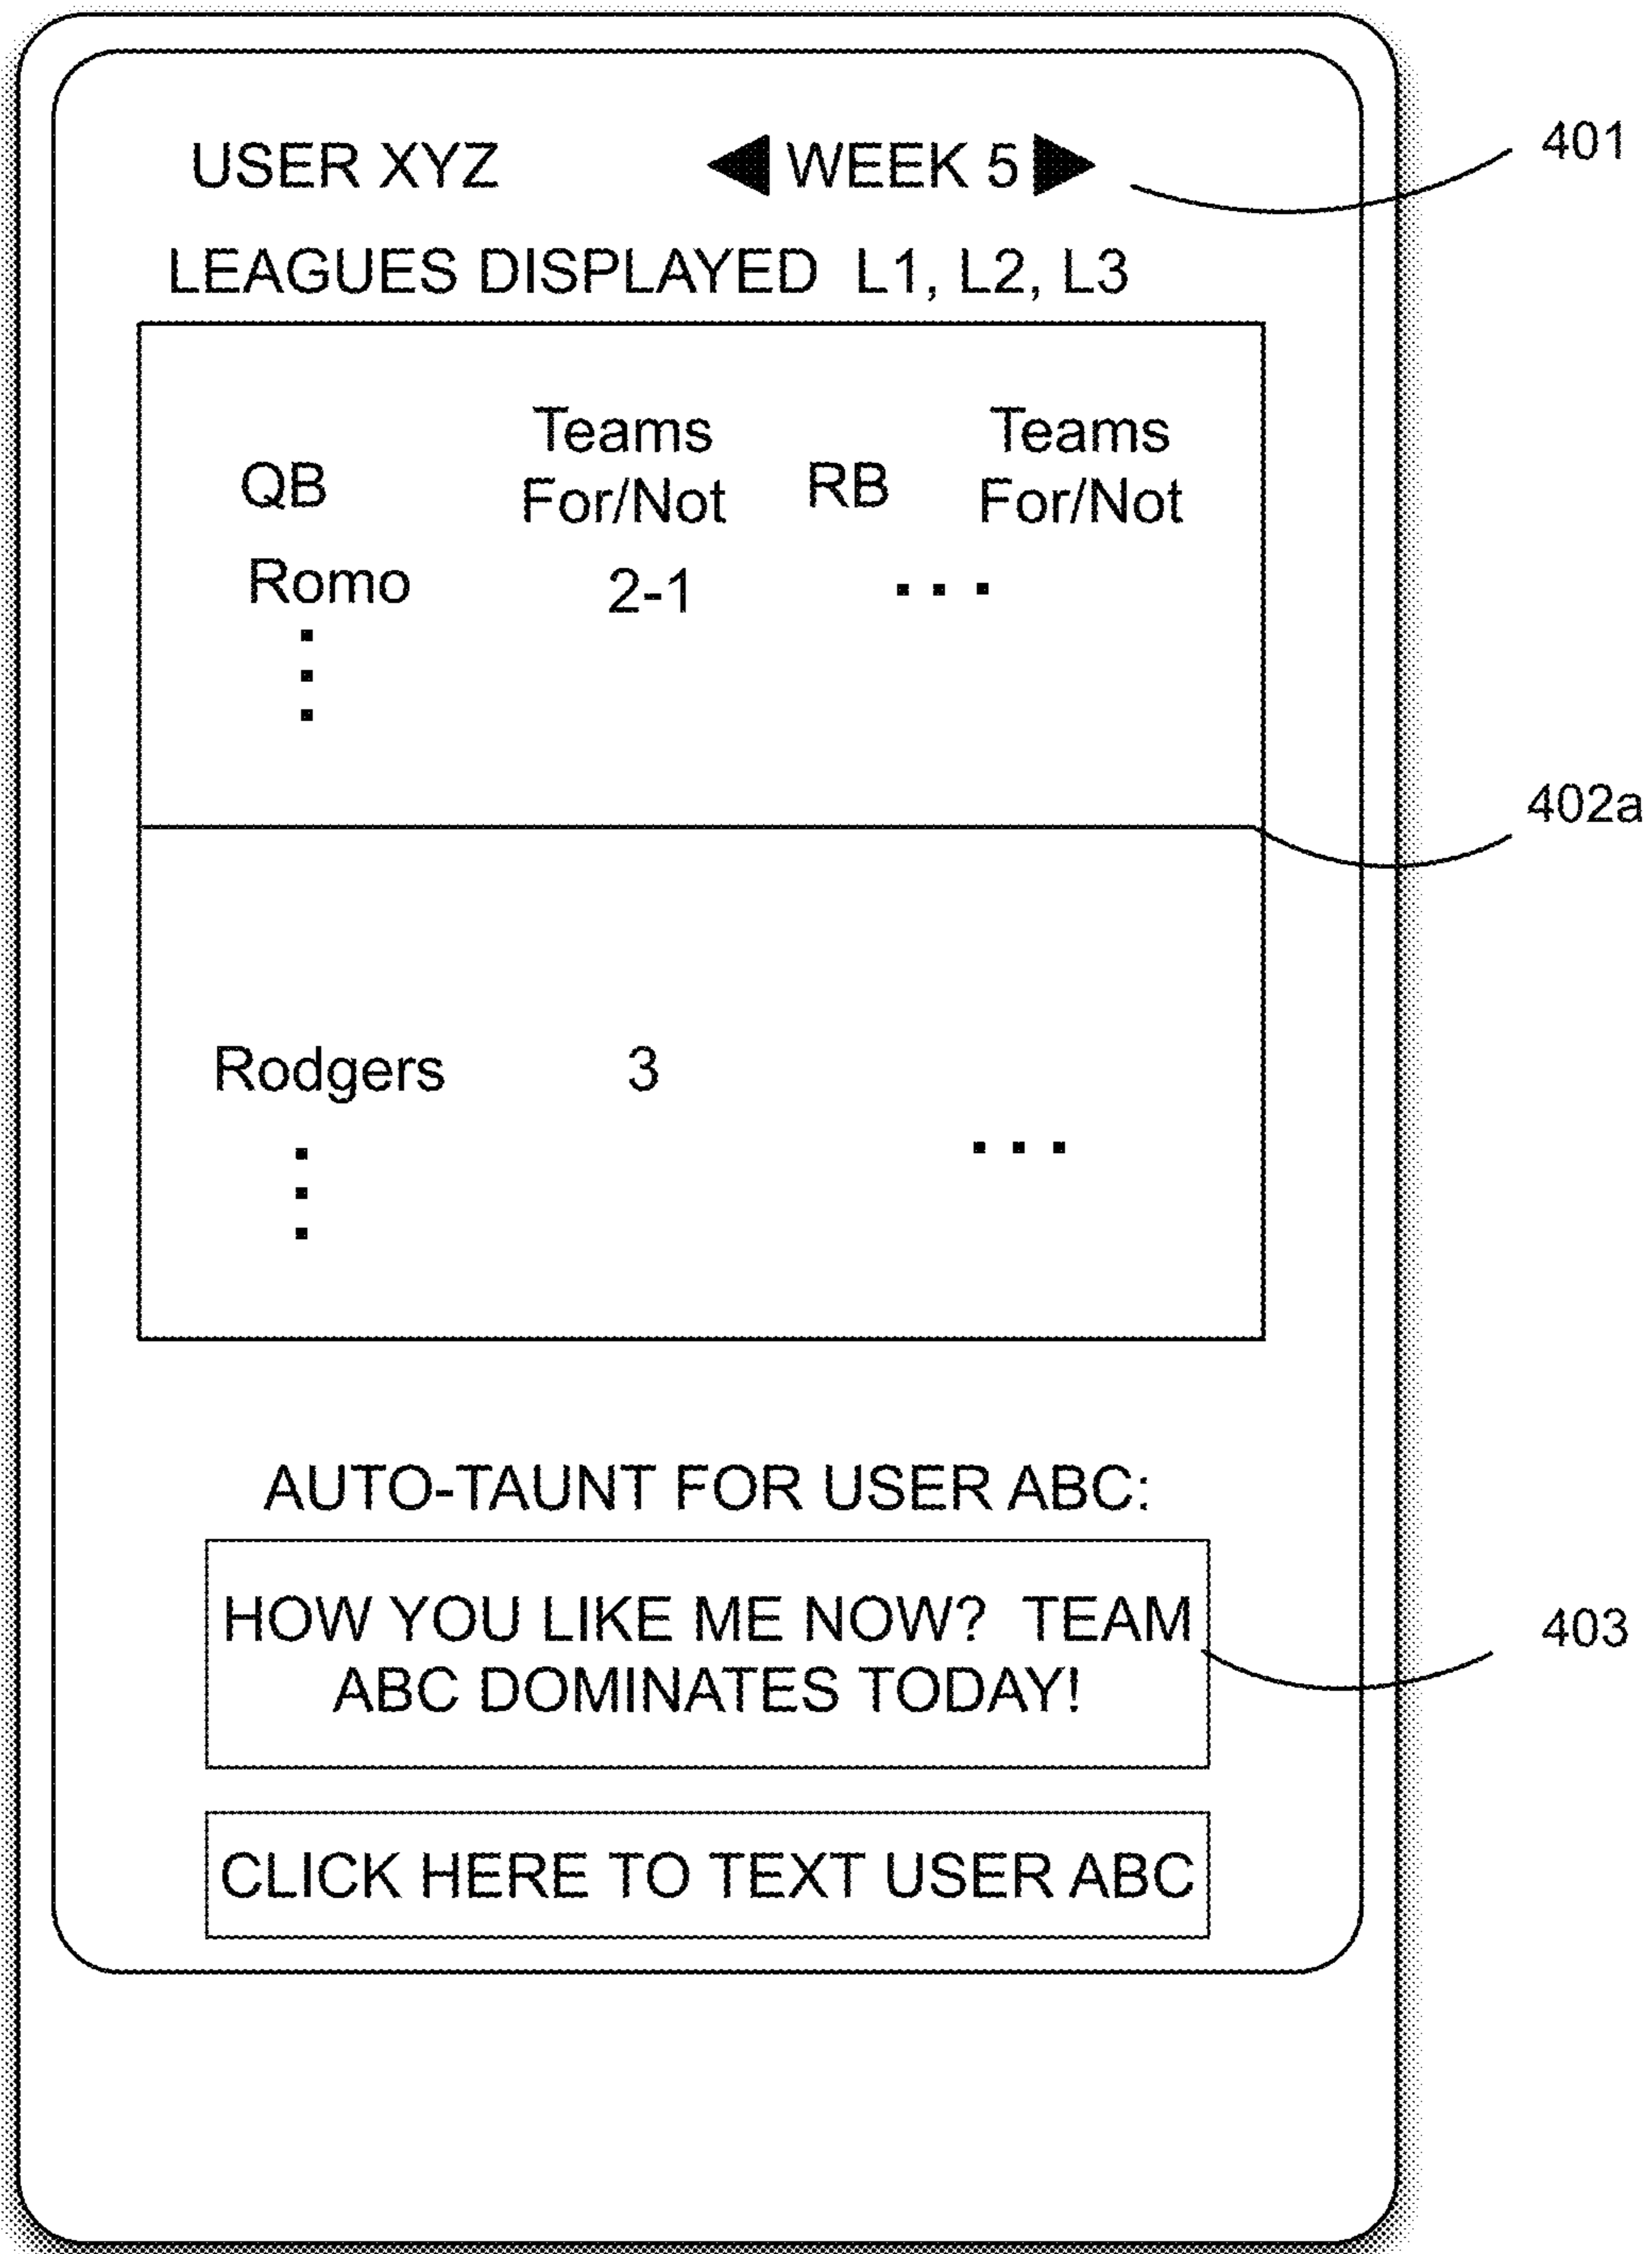 USER XYZ ◀ WEEK 5 ▶
401
LEAGUES DISPLAYED L1, L2, L3
Teams Teams
QB For/Not RB For/Not
Romo 2-1 . . .
402a
Rodgers 3
. . .
AUTO-TAUNT FOR USER ABC:
HOW YOU LIKE ME NOW? TEAM
ABC DOMINATES TODAY!
403
CLICK HERE TO TEXT USER ABC